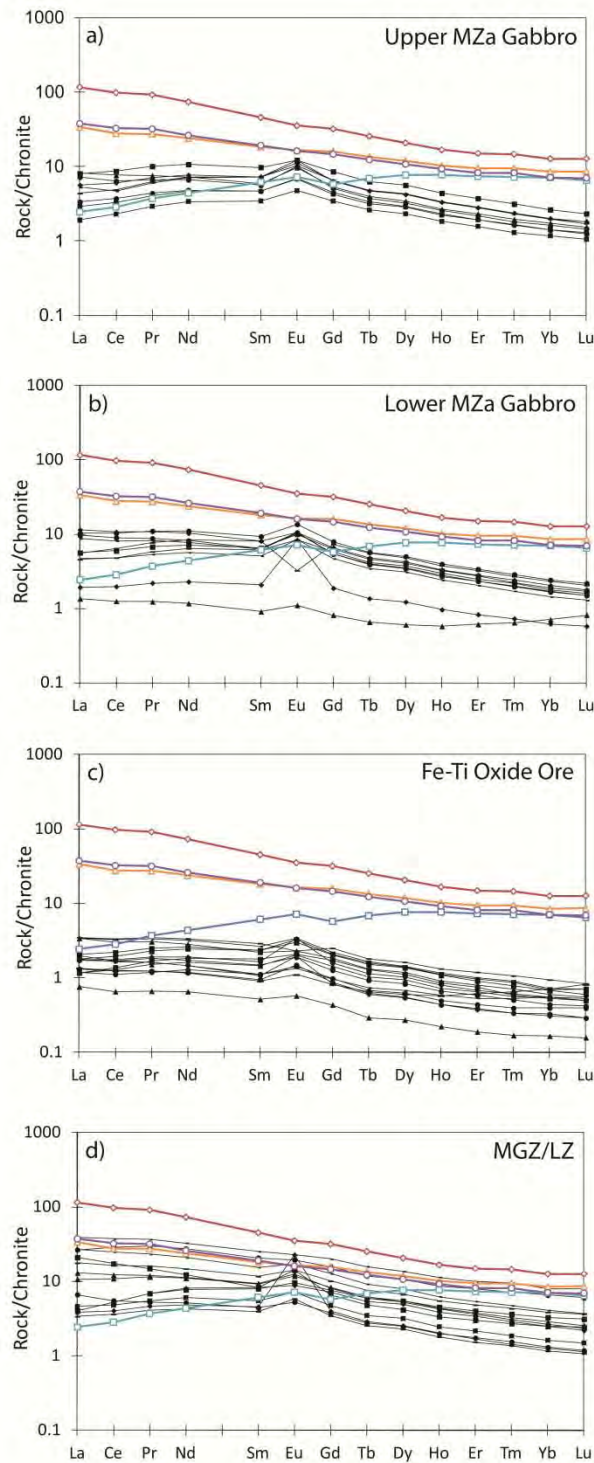 a)
Upper MZa Gabbro
1000
100
10
1
0.1
Rock/Chronite
La Ce Pr Nd Sm Eu Gd Tb Dy Ho Er Tm Yb Lu
b)
Lower MZa Gabbro
1000
100
10
1
0.1
Rock/Chronite
La Ce Pr Nd Sm Eu Gd Tb Dy Ho Er Tm Yb Lu
c)
Fe-Ti Oxide Ore
1000
100
10
1
0.1
Rock/Chronite
La Ce Pr Nd Sm Eu Gd Tb Dy Ho Er Tm Yb Lu
d)
MGZ/LZ
1000
100
10
1
0.1
Rock/Chronite
La Ce Pr Nd Sm Eu Gd Tb Dy Ho Er Tm Yb Lu